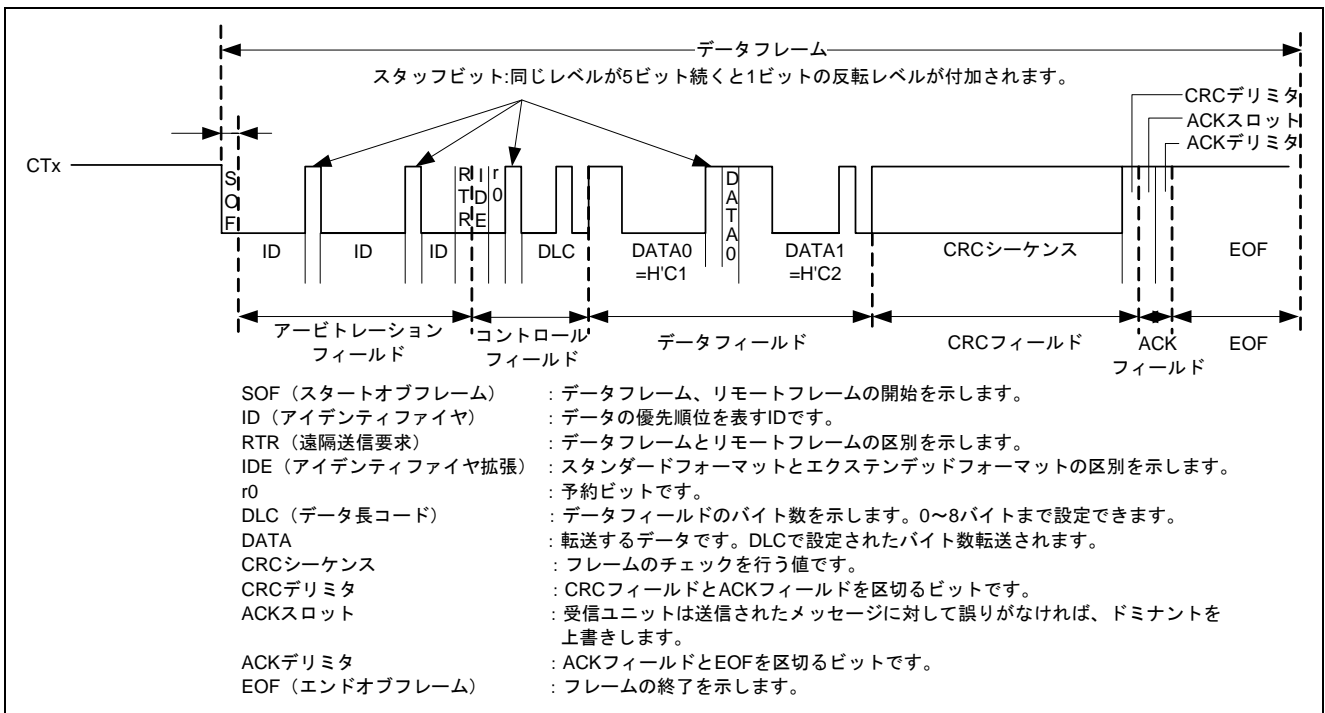 データフレーム
スタッフビット:同じレベルが5ビット続くと1ビットの反転レベルが付加されます。
CRCデリミタ
ACKスロット
ACKデリミタ
CTx
SOF
RTR
IDE
r0
DATA0
ID
ID
ID
DLC
DATA0
=H'C1
DATA1
=H'C2
CRCシーケンス
EOF
アービトレーション
フィールド
コントロール
フィールド
データフィールド
CRCフィールド
ACK
フィールド
EOF
SOF（スタートオブフレーム） : データフレーム、リモートフレームの開始を示します。
ID（アイデンティファイヤ） : データの優先順位を表すIDです。
RTR（遠隔送信要求） : データフレームとリモートフレームの区別を示します。
IDE（アイデンティファイヤ拡張） : スタンダードフォーマットとエクステンデッドフォーマットの区別を示します。
r0 : 予約ビットです。
DLC（データ長コード） : データフィールドのバイト数を示します。0〜8バイトまで設定できます。
DATA : 転送するデータです。DLCで設定されたバイト数転送されます。
CRCシーケンス : フレームのチェックを行う値です。
CRCデリミタ : CRCフィールドとACKフィールドを区切るビットです。
ACKスロット : 受信ユニットは送信されたメッセージに対して誤りがなければ、ドミナントを
上書きします。
ACKデリミタ : ACKフィールドとEOFを区切るビットです。
EOF（エンドオブフレーム） : フレームの終了を示します。